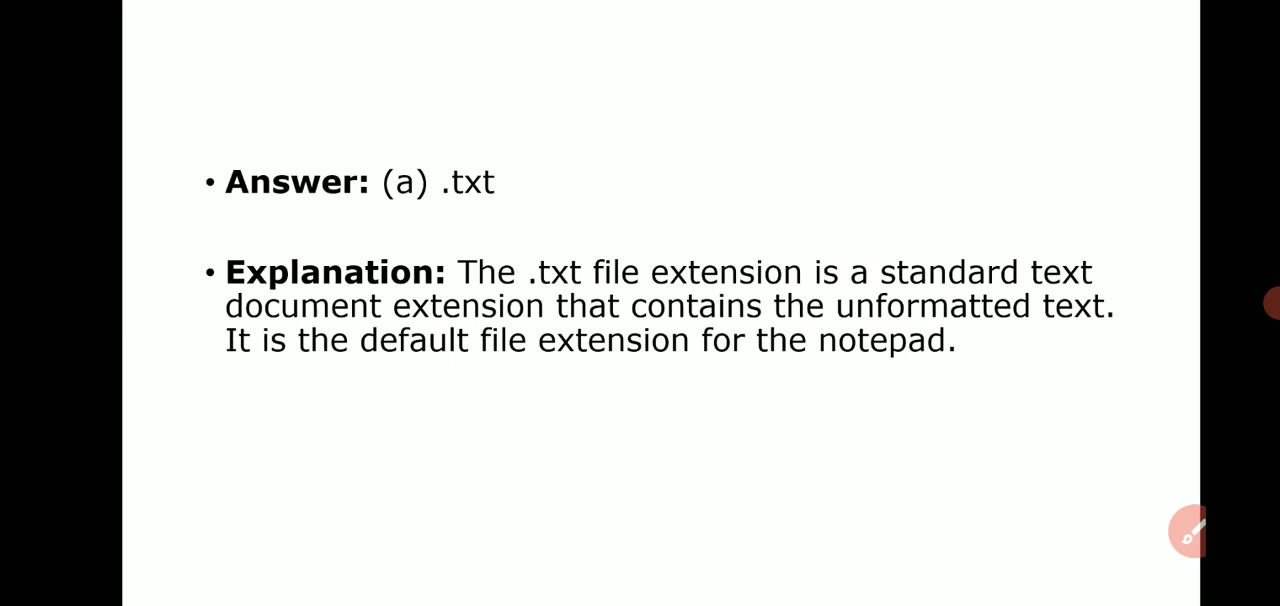 • Answer: (a) .txt
• Explanation: The .txt file extension is a standard text
document extension that contains the unformatted text.
It is the default file extension for the notepad.